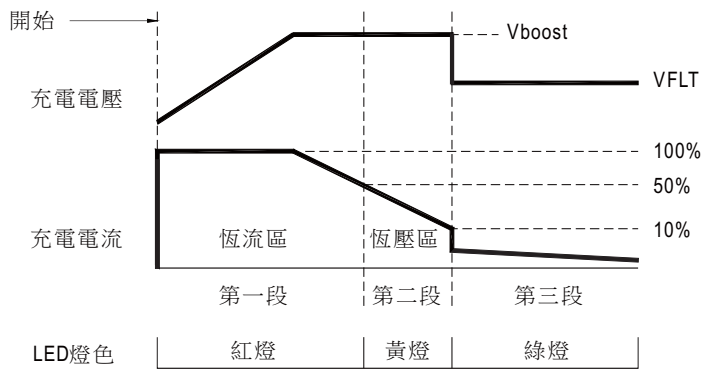 開始
Vboost
充電電壓
VFLT
100%
50%
充電電流
恆流區
恆壓區
10%
第一段
第二段
第三段
LED燈色
紅燈
黃燈
綠燈